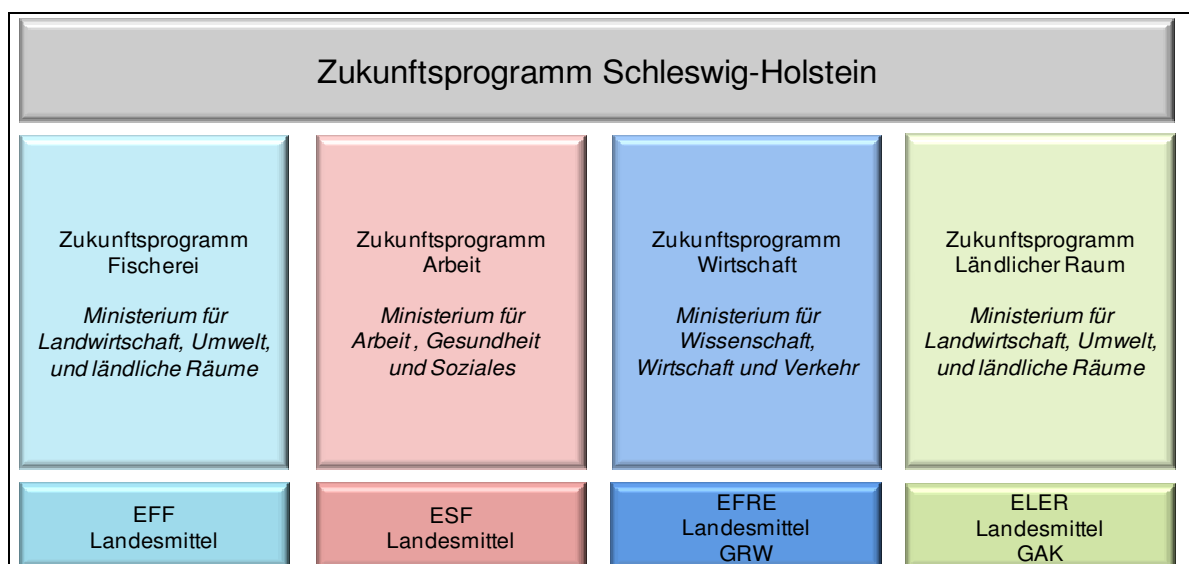 Zukunftsprogramm Schleswig-Holstein
Zukunftsprogramm
Fischerei
Ministerium für
Landwirtschaft, Umwelt,
und ländliche Räume
Zukunftsprogramm
Arbeit
Ministerium für
Arbeit , Gesundheit
und Soziales
Zukunftsprogramm
Wirtschaft
Ministerium für
Wissenschaft,
Wirtschaft und Verkehr
Zukunftsprogramm
Ländlicher Raum
Ministerium für
Landwirtschaft, Umwelt,
und ländliche Räume
EFF
Landesmittel
ESF
Landesmittel
EFRE
Landesmittel
GRW
ELER
Landesmittel
GAK